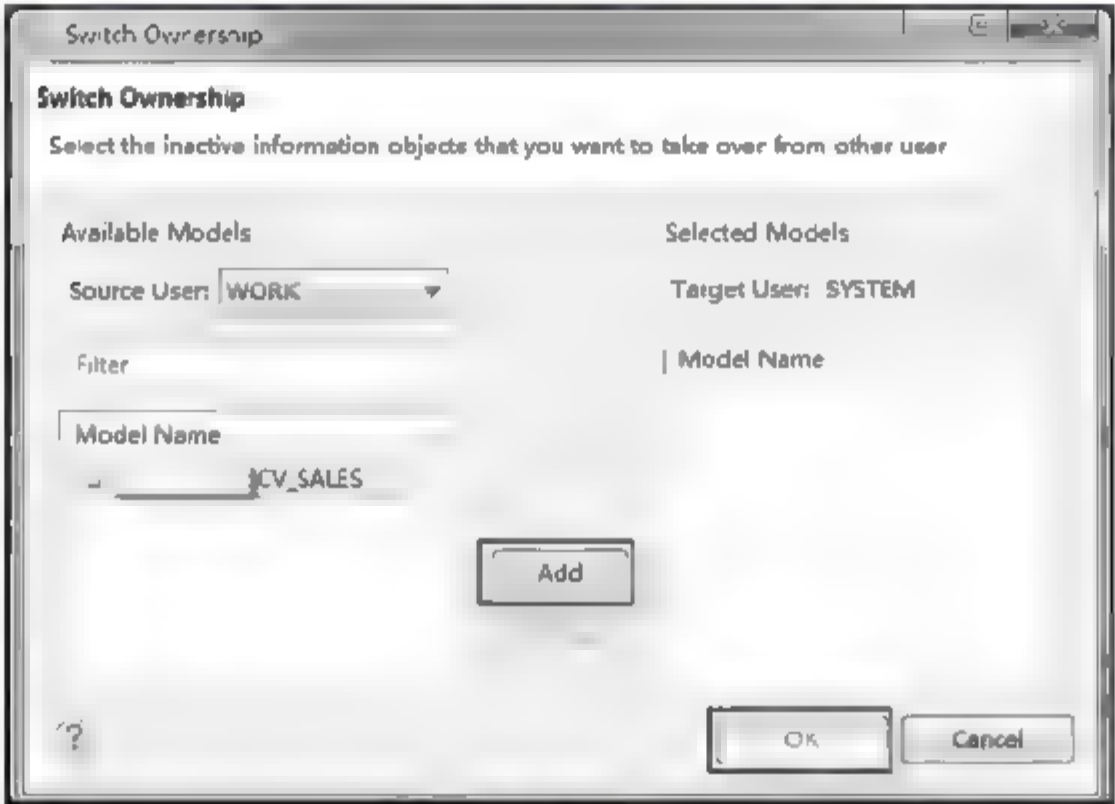 Switch Ownership
Switch Ownership
Select the inactive information objects that you want to take over from other user
Available Models
Selected Models
Source User: WORK
Target User: SYSTEM
Filter
Model Name
Model Name
CV_SALES
Add
?
OK
Cancel